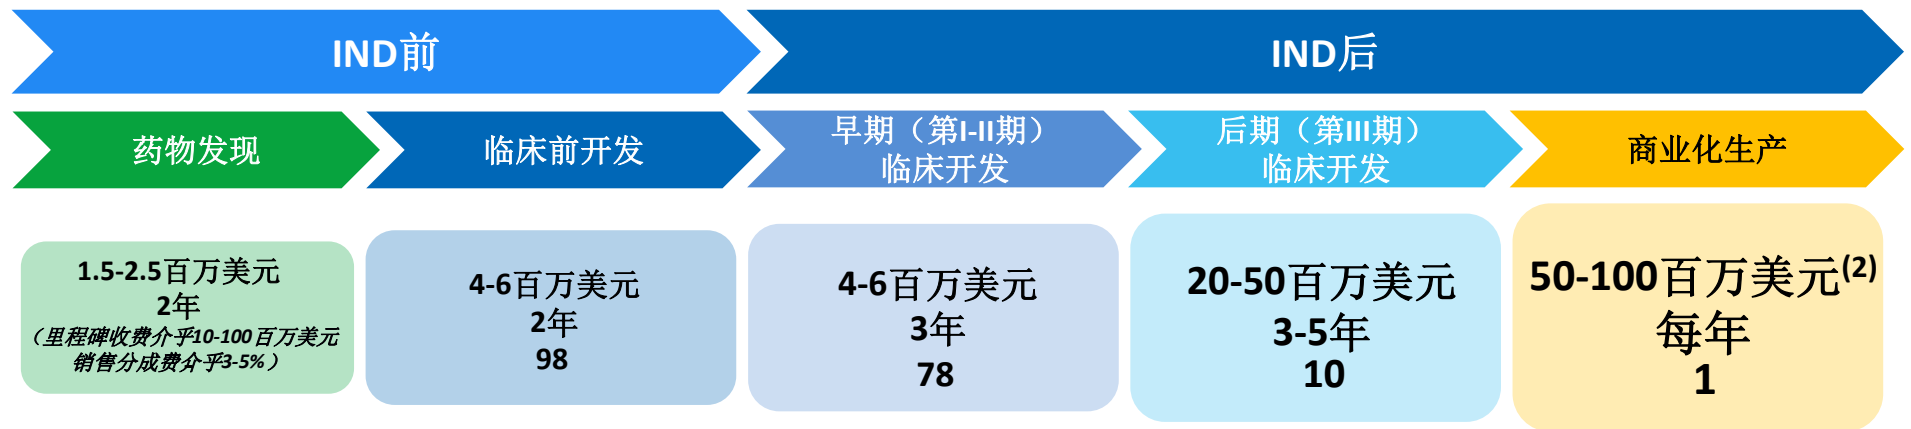 IND前
IND后
药物发现
临床前开发
早期（第I-II期）
临床开发
后期（第III期）
临床开发
商业化生产
1.5-2.5百万美元
2年
（里程碑收费介乎10-100百万美元
销售分成费介乎3-5%）
4-6百万美元
2年
98
4-6百万美元
3年
78
20-50百万美元
3-5年
10
50-100百万美元(2)
每年
1